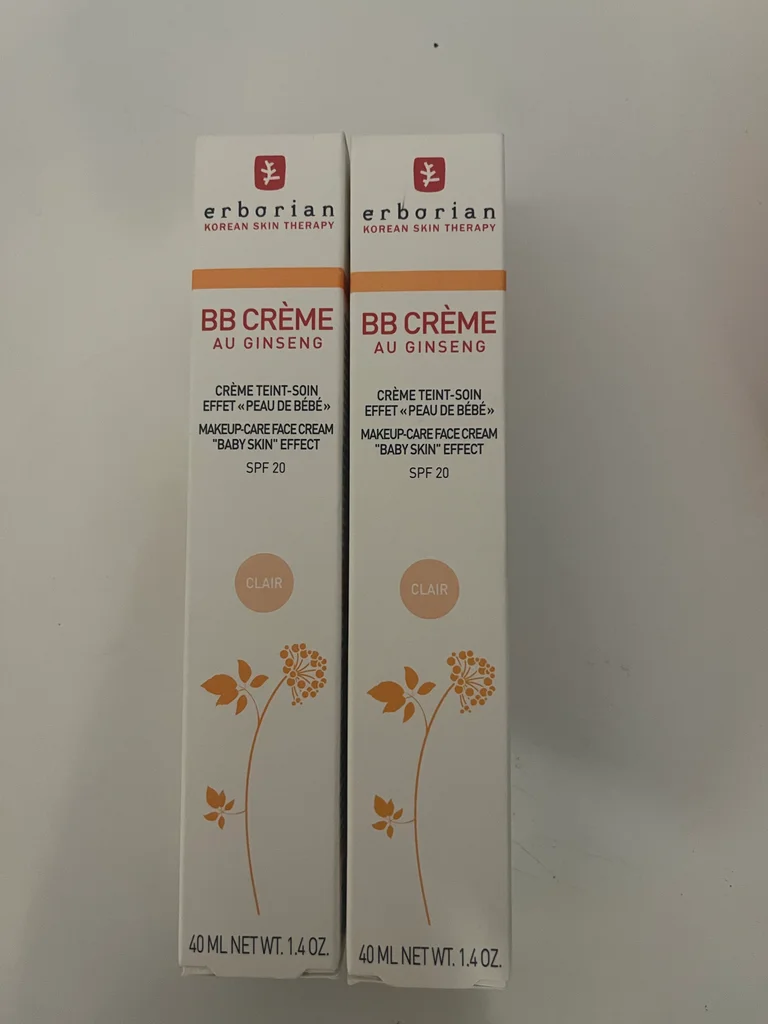 erborian
KOREAN SKIN THERAPY
BB CRÈME
AU GINSENG
CRÈME TEINT-SOIN
EFFET «PEAU DE BÉBÉ»
MAKEUP-CARE FACE CREAM
"BABY SKIN" EFFECT
SPF 20
CLAIR
40 ML NET WT. 1.4 OZ.
erborian
KOREAN SKIN THERAPY
BB CRÈME
AU GINSENG
CRÈME TEINT-SOIN
EFFET «PEAU DE BÉBÉ»
MAKEUP-CARE FACE CREAM
"BABY SKIN" EFFECT
SPF 20
CLAIR
40 ML NET WT. 1.4 OZ.